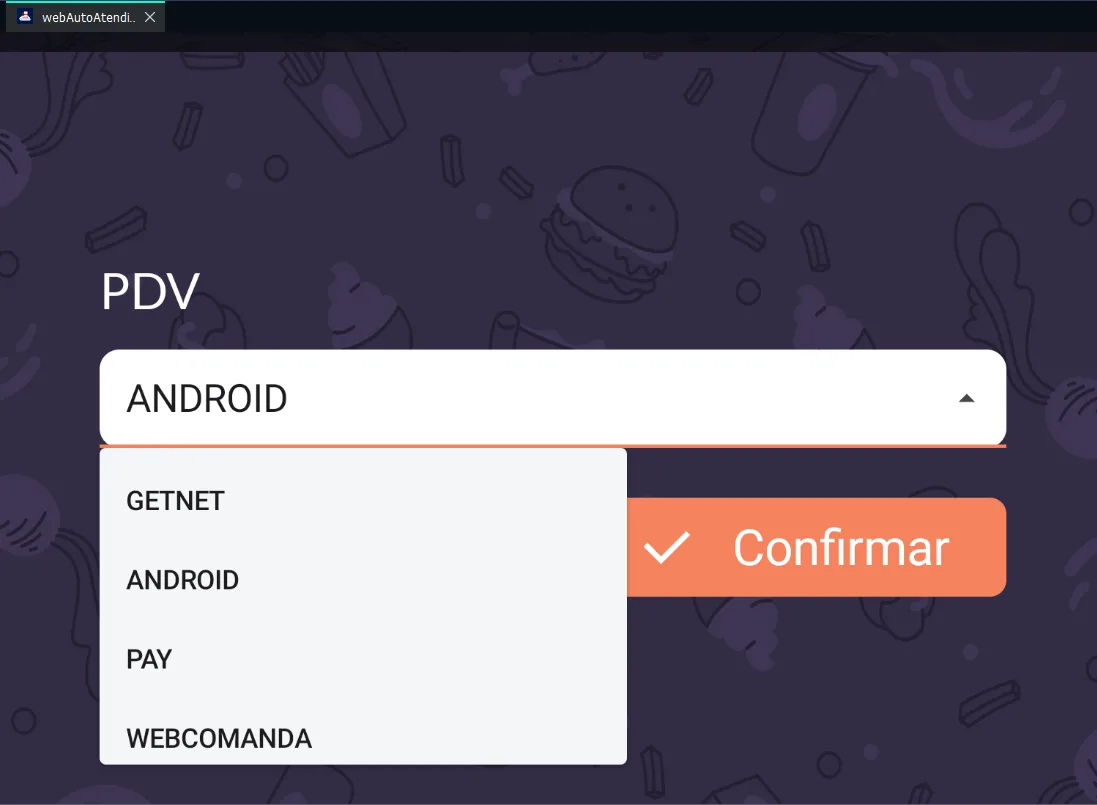 webAutoAtendi..
PDV
ANDROID
GETNET
ANDROID
PAY
WEBCOMANDA
Confirmar